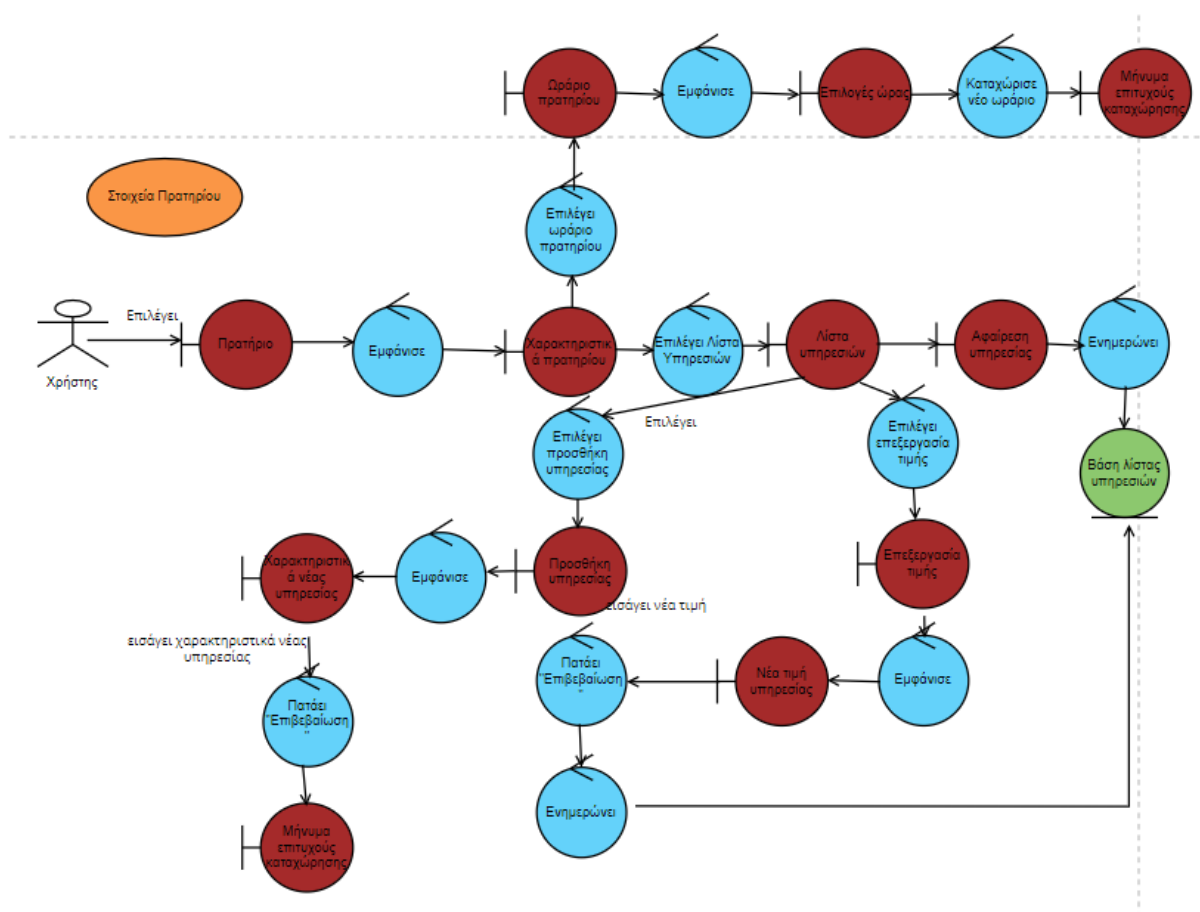 Ωράριο
πρατηρίου
Εμφάνισε
Επιλογές ώρας
Καταχώρισε
νέο ωράριο
Μήνυμα
επιτυχούς
καταχώρησης
Στοιχεία Πρατηρίου
Επιλέγει
ωράριο
πρατηρίου
Χρήστης
Επιλέγει
Πρατήριο
Εμφάνισε
Χαρακτηριστικ
ά πρατηρίου
Επιλέγει Λίστα
Υπηρεσιών
Λίστα
υπηρεσιών
Αφαίρεση
υπηρεσίας
Ενημερώνει
Επιλέγει
Επιλέγει
προσθήκη
υπηρεσίας
Επιλέγει
επεξεργασία
τιμής
Βάση λίστας
υπηρεσιών
Χαρακτηριστικ
ά νέας
υπηρεσίας
Εμφάνισε
Προσθήκη
υπηρεσίας
Επεξεργασία
τιμής
εισάγει νέα τιμή
εισάγει χαρακτηριστικά νέας
υπηρεσίας
Πατάει
"Επιβεβαίωση
"
Νέα τιμή
υπηρεσίας
Εμφάνισε
Πατάει
"Επιβεβαίωση
"
Ενημερώνει
Μήνυμα
επιτυχούς
καταχώρησης